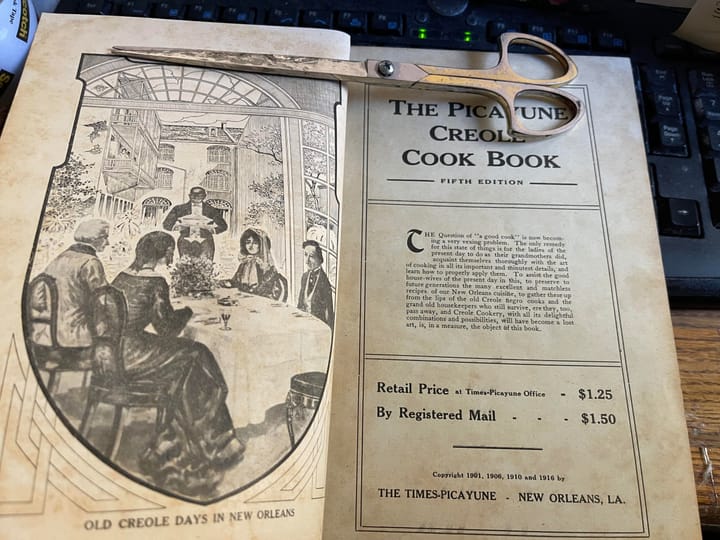 Scotch
OLD CREOLE DAYS IN NEW ORLEANS
THE PICAYUNE
CREOLE
COOK BOOK
FIFTH EDITION
THE Question of "a good cook" is now becom-
ing a very vexing problem. The only remedy
for this state of things is for the ladies of the
present day to do as their grandmothers did,
acquaint themselves thoroughly with the art
of cooking in all its important and minutest details, and
learn how to properly apply them. To assist the good
house-wives of the present day in this, to preserve to
future generations the many excellent and matchless
recipes of our New Orleans cuisine, to gather these up
from the lips of the old Creole negro cooks and the
grand old housekeepers who still survive, ere they, too,
pass away, and Creole Cookery, with all its delightful
combinations and possibilities, will have become a lost
art, is, in a measure, the object of this book.
Retail Price at Times-Picayune Office - $1.25
By Registered Mail - - - $1.50
Copyright 1901, 1906, 1910 and 1916 by
THE TIMES-PICAYUNE - NEW ORLEANS, LA.